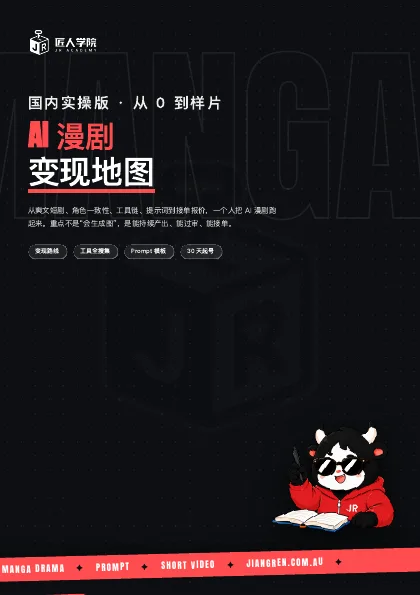 匠人学院
JR ACADEMY
MANGA
国内实操版 · 从 0 到样片
AI 漫剧
变现地图
从爽文短剧、角色一致性、工具链、提示词到接单报价，一个人把 AI 漫剧跑
起来。重点不是“会生成图”，是能持续产出、能过审、能接单。
变现路线 工具全搜集 Prompt 模板 30 天起号
JR
JR
MANGA DRAMA ✦ PROMPT ✦ SHORT VIDEO ✦ JIANGREN.COM.AU ✦